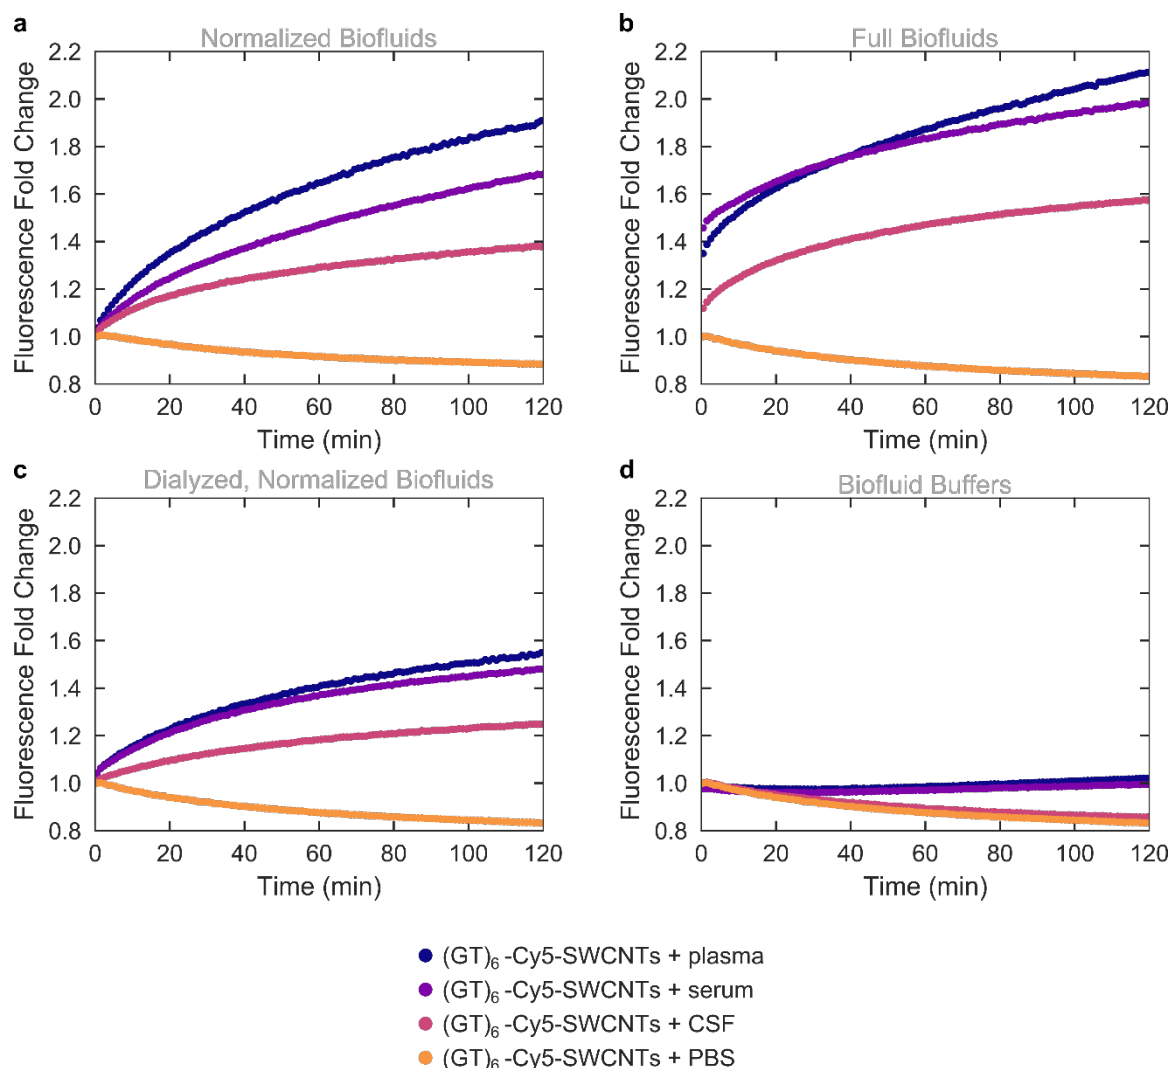 a
Normalized Biofluids
2.2
2.0
1.8
1.6
1.4
1.2
1.0
0.8
Fluorescence Fold Change
0 20 40 60 80 100 120
Time (min)
b
Full Biofluids
2.2
2.0
1.8
1.6
1.4
1.2
1.0
0.8
Fluorescence Fold Change
0 20 40 60 80 100 120
Time (min)
c
Dialyzed, Normalized Biofluids
2.2
2.0
1.8
1.6
1.4
1.2
1.0
0.8
Fluorescence Fold Change
0 20 40 60 80 100 120
Time (min)
d
Biofluid Buffers
2.2
2.0
1.8
1.6
1.4
1.2
1.0
0.8
Fluorescence Fold Change
0 20 40 60 80 100 120
Time (min)
(GT)₆-Cy5-SWCNTs + plasma
(GT)₆-Cy5-SWCNTs + serum
(GT)₆-Cy5-SWCNTs + CSF
(GT)₆-Cy5-SWCNTs + PBS